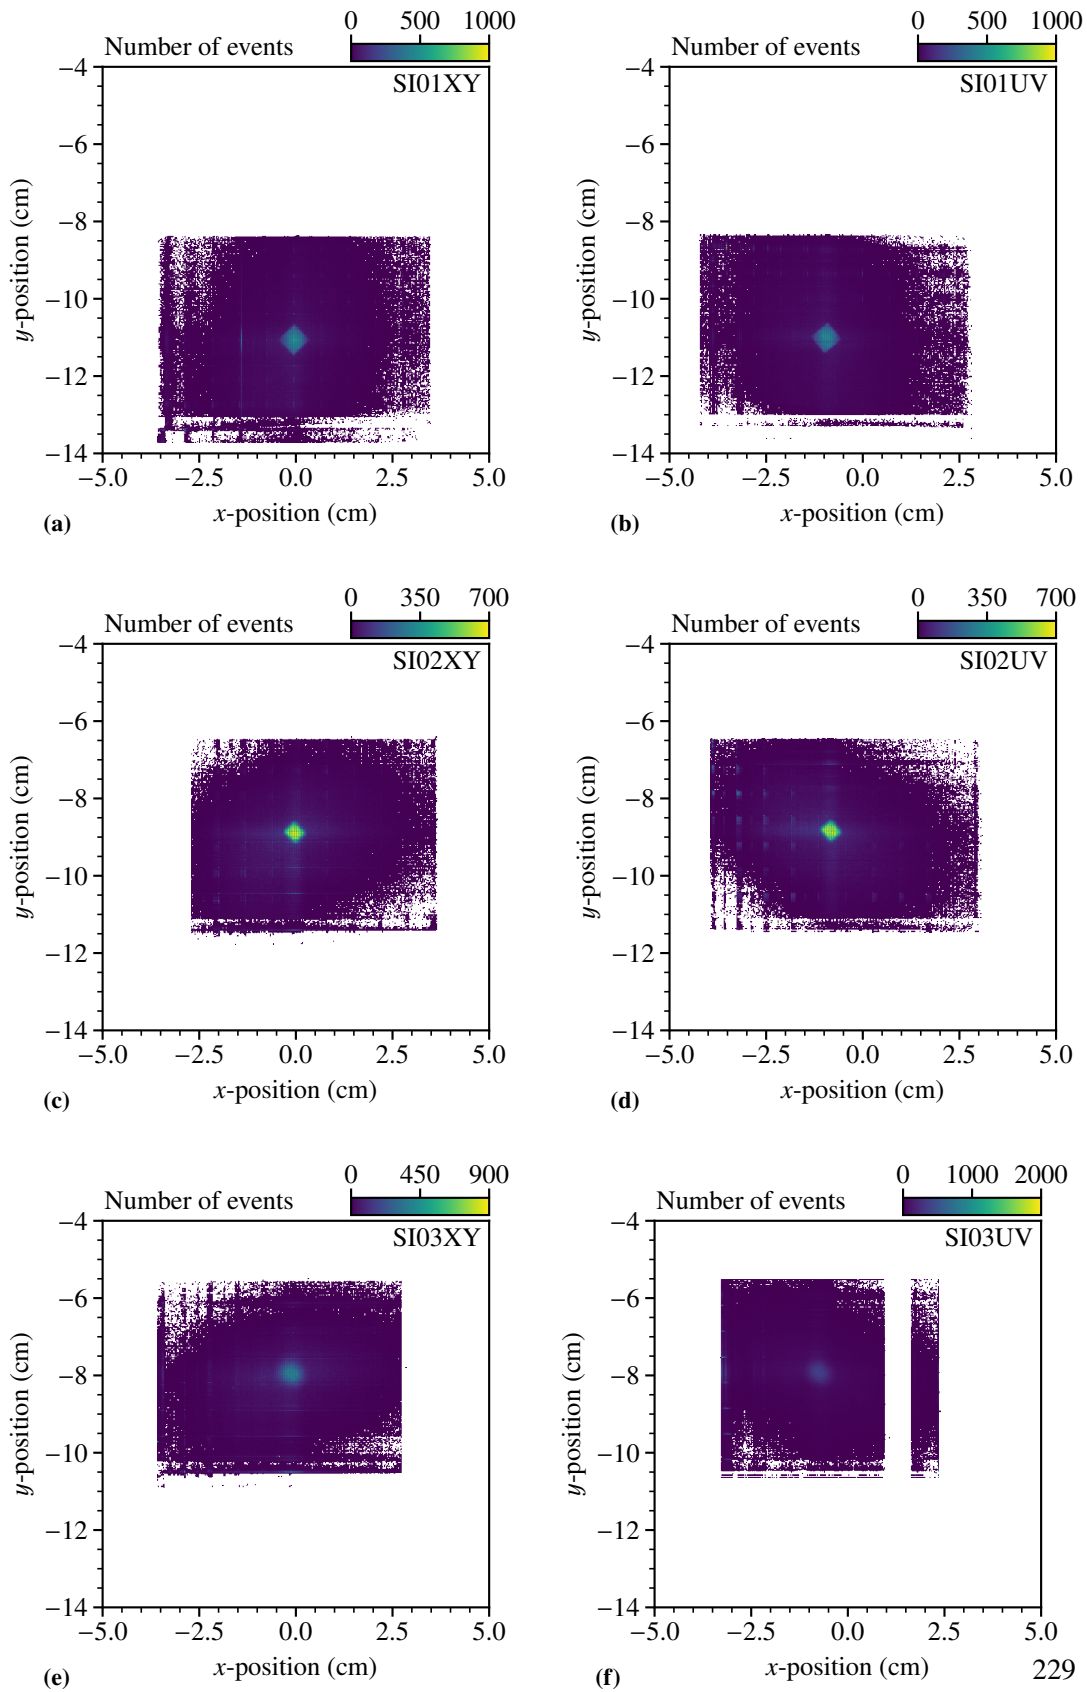 0 500 1000
Number of events
SI01XY
−4
−6
−8
−10
−12
−14
y-position (cm)
−5.0 −2.5 0.0 2.5 5.0
x-position (cm)
(a)
0 500 1000
Number of events
SI01UV
−4
−6
−8
−10
−12
−14
y-position (cm)
−5.0 −2.5 0.0 2.5 5.0
x-position (cm)
(b)
0 350 700
Number of events
SI02XY
−4
−6
−8
−10
−12
−14
y-position (cm)
−5.0 −2.5 0.0 2.5 5.0
x-position (cm)
(c)
0 350 700
Number of events
SI02UV
−4
−6
−8
−10
−12
−14
y-position (cm)
−5.0 −2.5 0.0 2.5 5.0
x-position (cm)
(d)
0 450 900
Number of events
SI03XY
−4
−6
−8
−10
−12
−14
y-position (cm)
−5.0 −2.5 0.0 2.5 5.0
x-position (cm)
(e)
0 1000 2000
Number of events
SI03UV
−4
−6
−8
−10
−12
−14
y-position (cm)
−5.0 −2.5 0.0 2.5 5.0
x-position (cm)
(f)
229